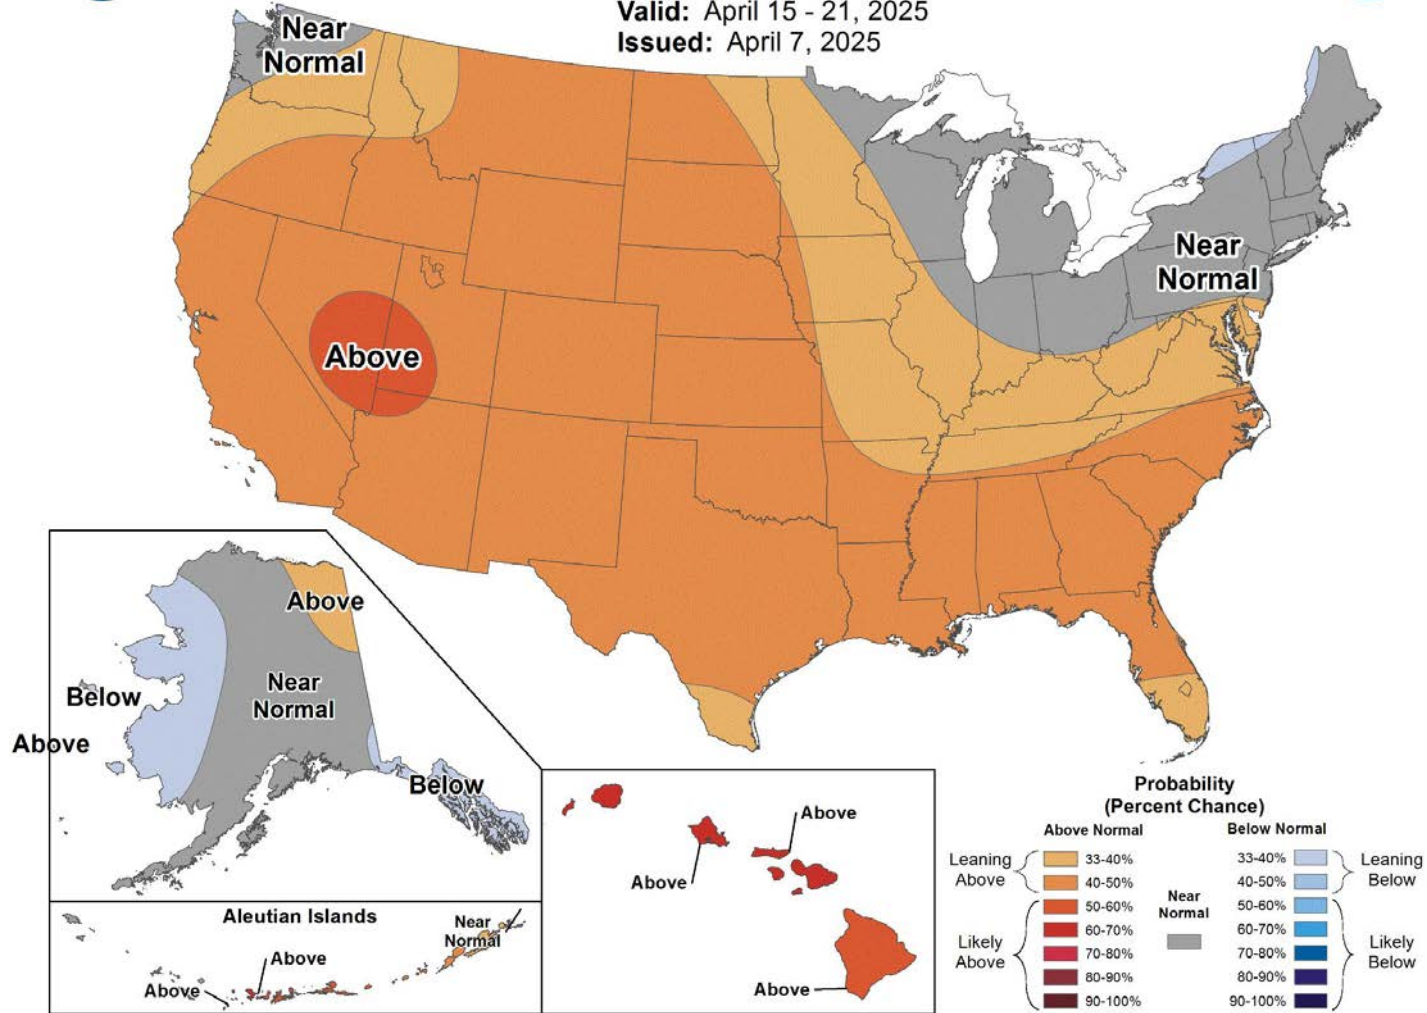 Valid: April 15 - 21, 2025
Issued: April 7, 2025
Near
Normal
Near
Normal
Above
Above
Near
Normal
Below
Above
Below
Aleutian Islands
Near
Normal
Above
Above
Above
Above
Above
Probability
(Percent Chance)
Above Normal
Below Normal
Leaning
Above
33-40%
40-50%
Likely
Above
50-60%
60-70%
70-80%
80-90%
90-100%
Near
Normal
33-40%
40-50%
Leaning
Below
50-60%
60-70%
70-80%
80-90%
90-100%
Likely
Below